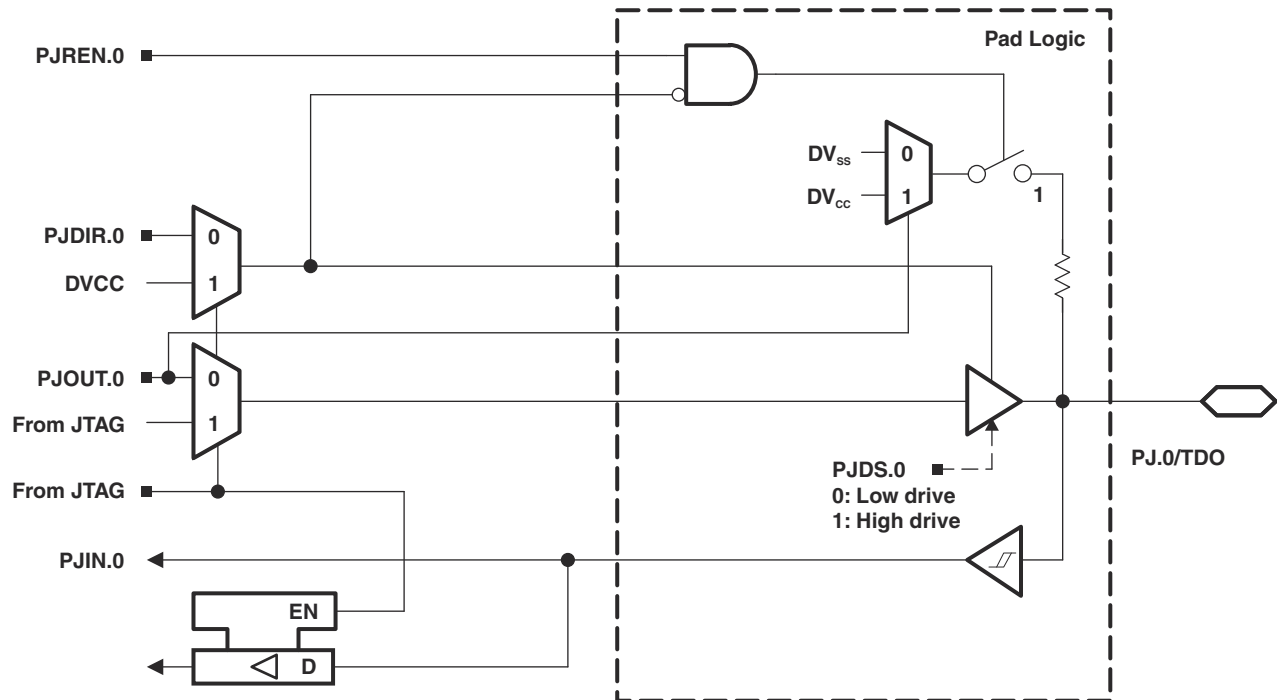 Pad Logic
PJREN.0
DVss
0
DVcc
1
1
PJDIR.0
0
DVCC
1
PJOUT.0
0
From JTAG
1
PJDS.0
0: Low drive
1: High drive
PJ.0/TDO
From JTAG
PJIN.0
EN
D